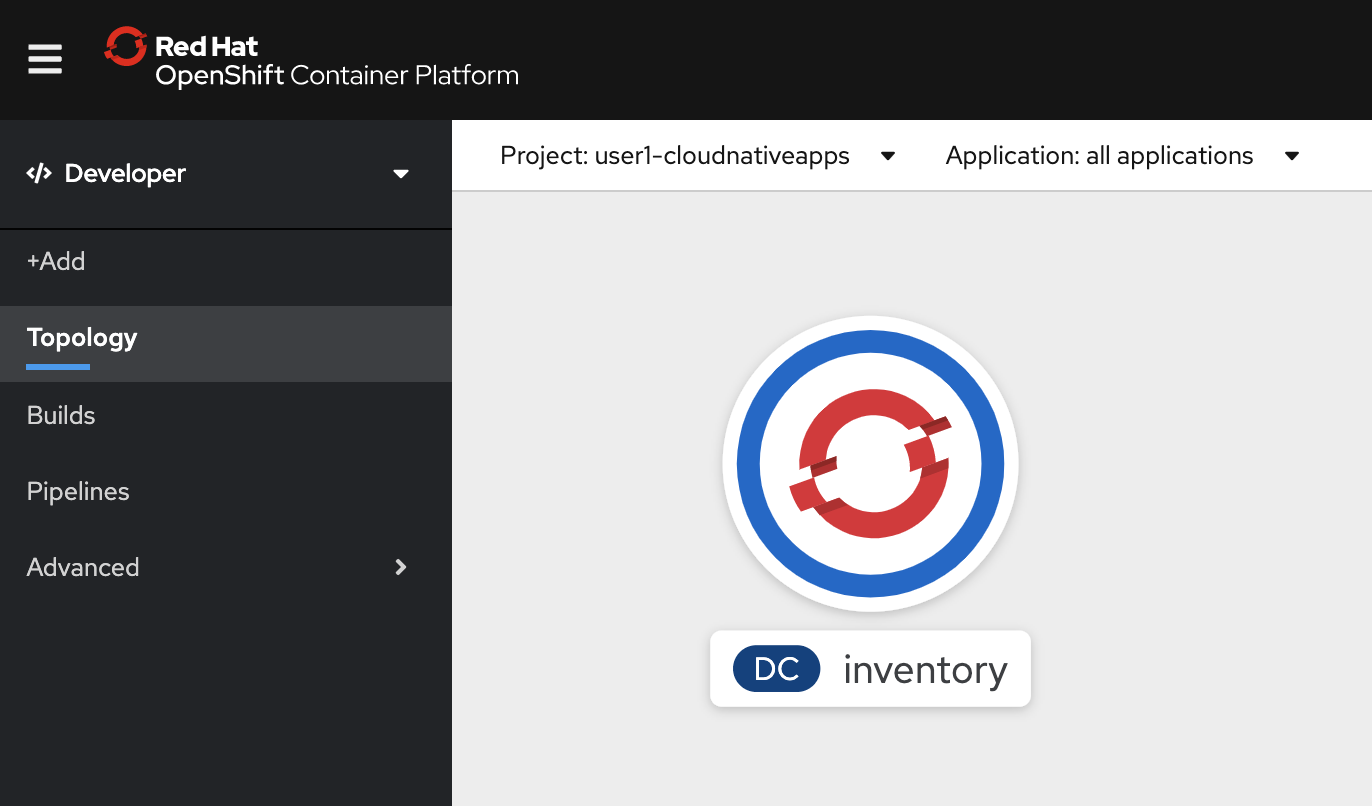 Red Hat
OpenShift Container Platform
Developer
Project: user1-cloudnativeapps
Application: all applications
+Add
Topology
Builds
Pipelines
Advanced
DC inventory